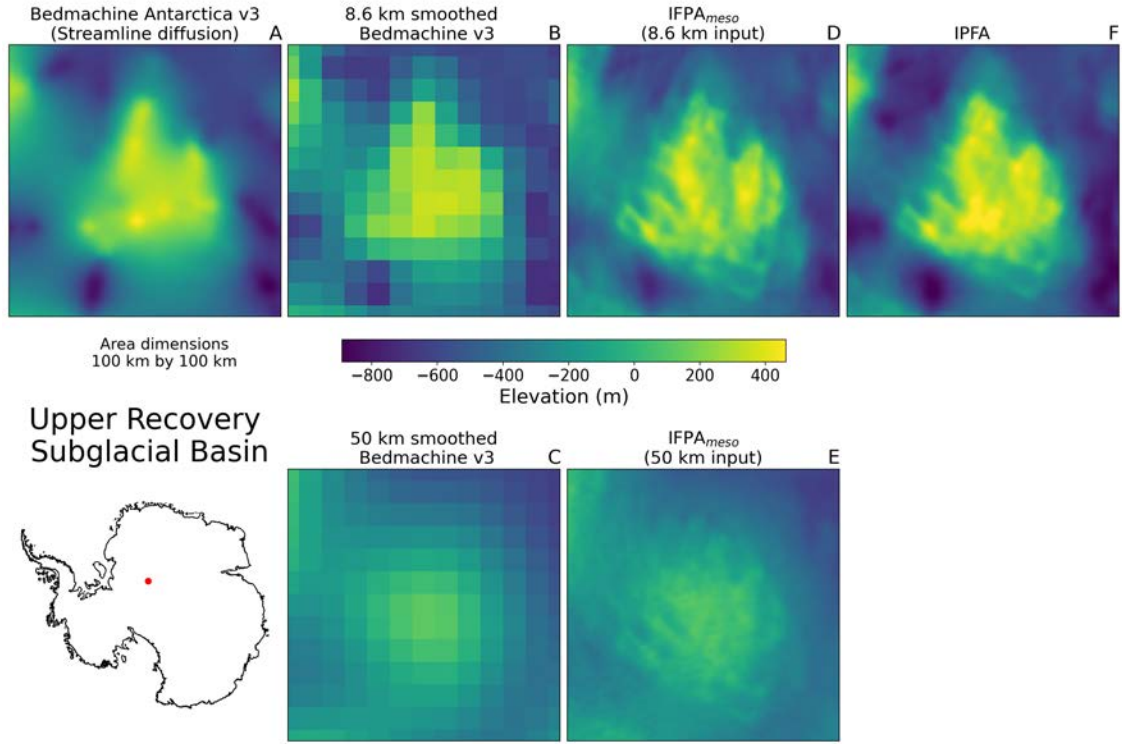 Bedmachine Antarctica v3
(Streamline diffusion) A
8.6 km smoothed
Bedmachine v3 B
IFPAmeso
(8.6 km input) D
IPFA F
Area dimensions
100 km by 100 km
−800 −600 −400 −200 0 200 400
Elevation (m)
Upper Recovery
Subglacial Basin
50 km smoothed
Bedmachine v3 C
IFPAmeso
(50 km input) E